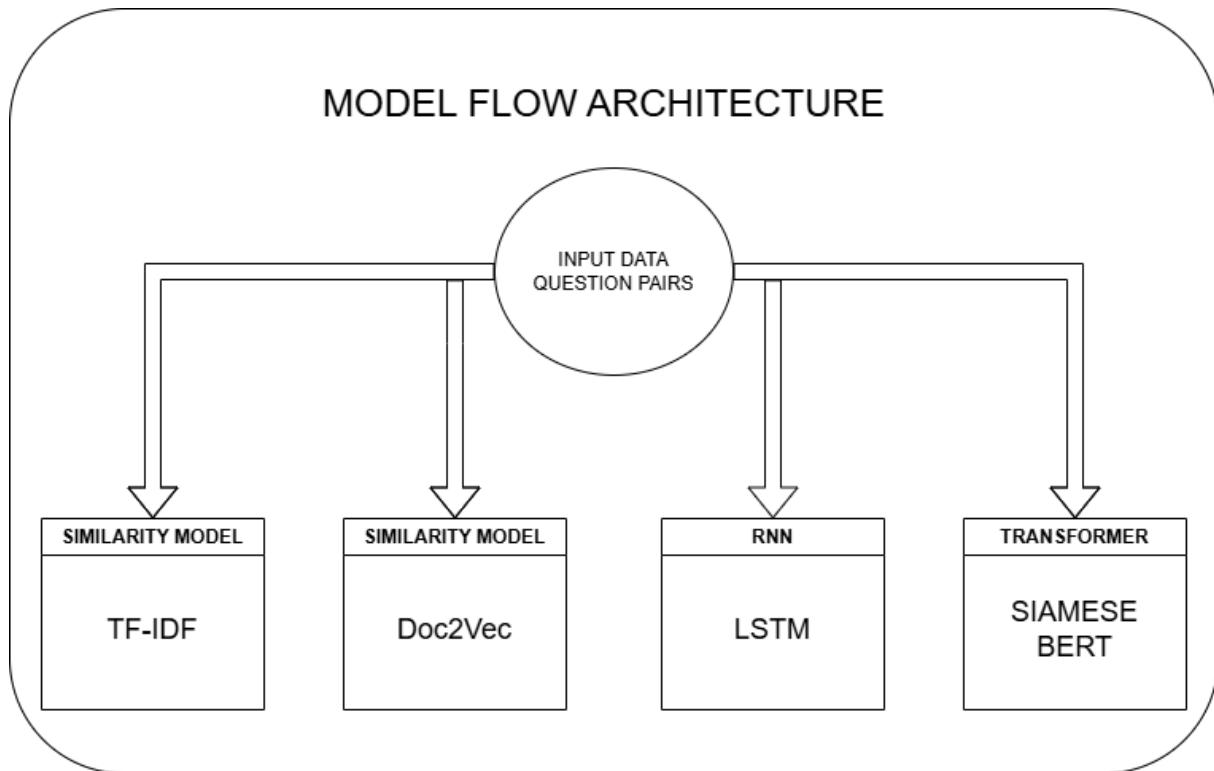 MODEL FLOW ARCHITECTURE
INPUT DATA
QUESTION PAIRS
SIMILARITY MODEL
TF-IDF
SIMILARITY MODEL
Doc2Vec
RNN
LSTM
TRANSFORMER
SIAMESE
BERT